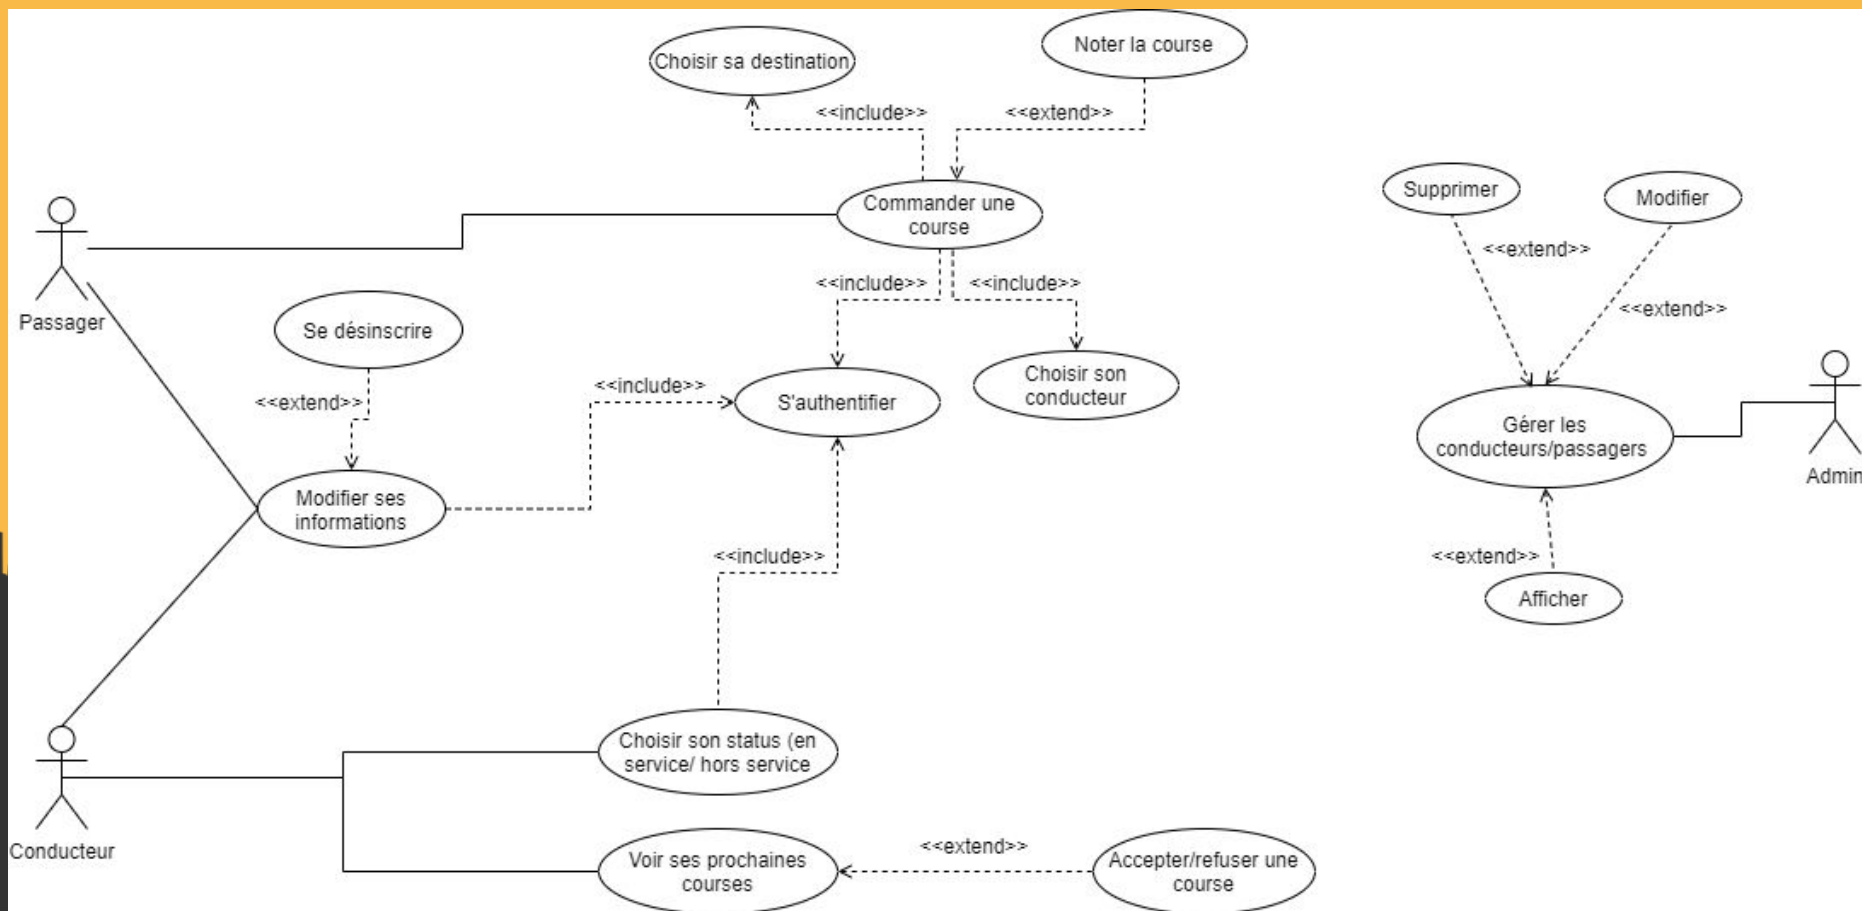 Choisir sa destination
Noter la course
<<include>>
<<extend>>
Supprimer
Modifier
Commander une
course
<<extend>>
<<include>>
<<include>>
<<extend>>
Passager
Se désinscrire
Choisir son
conducteur
<<include>>
<<extend>>
S'authentifier
Gérer les
conducteurs/passagers
Admin
Modifier ses
informations
<<include>>
<<extend>>
Afficher
Choisir son status (en
service/ hors service
Conducteur
Voir ses prochaines
courses
<<extend>>
Accepter/refuser une
course